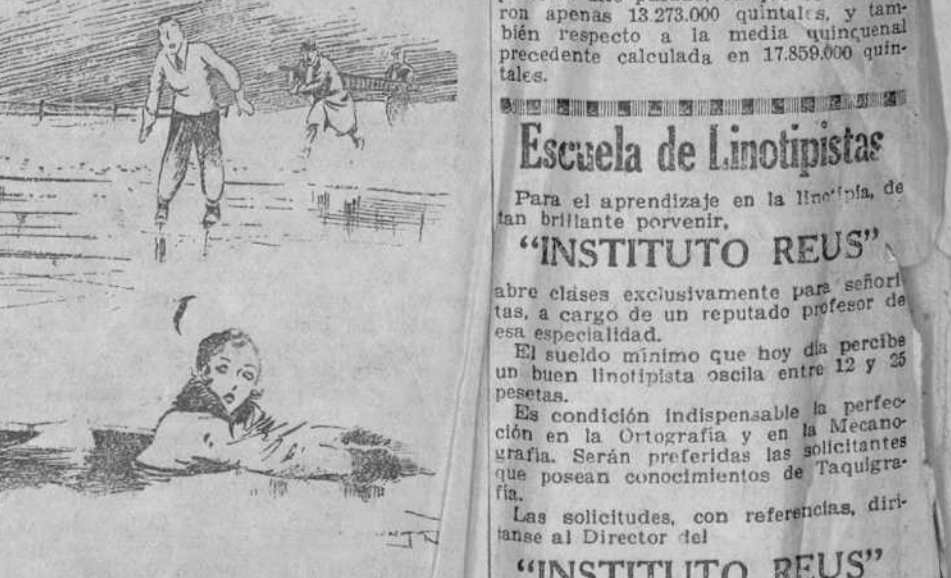 ron apenas 13.273.000 quintales, y tam-
bién respecto a la media quinquenal
precedente calculada en 17.859.000 quin-
tales.
Escuela de Linotipistas
Para el aprendizaje en la linotipia, de
tan brillante porvenir,
“INSTITUTO REUS”
abre clases exclusivamente para señori-
tas, a cargo de un reputado profesor de
esa especialidad.
El sueldo mínimo que hoy día percibe
un buen linotipista oscila entre 12 y 25
pesetas.
Es condición indispensable la perfec-
ción en la Ortografía y en la Mecano-
grafía. Serán preferidas las solicitantes
que posean conocimientos de Taquigra-
fía.
Las solicitudes, con referencias, diri-
janse al Director del
“INSTITUTO REUS”